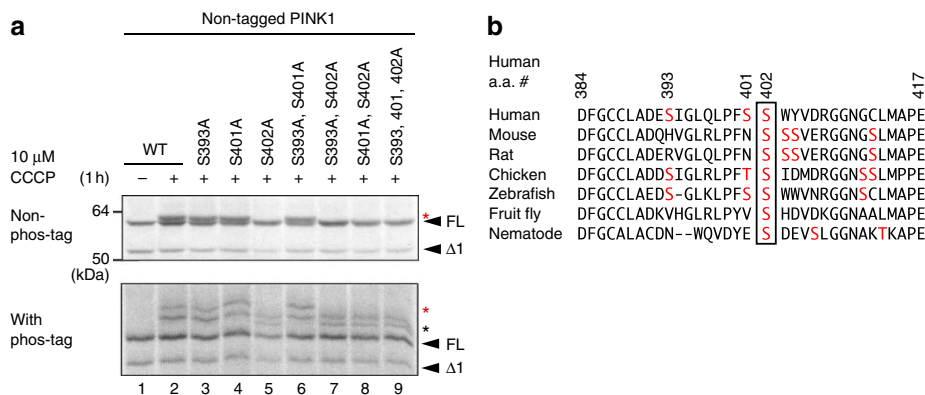 a
Non-tagged PINK1
WT
S393A
S401A
S402A
S393A, S401A
S393A, S402A
S401A, S402A
S393, 401, 402A
10 μM
CCCP (1 h) – + + + + + + + +
Non-
phos-tag
64
50
(kDa)
* FL
Δ1
With
phos-tag
*
*
FL
Δ1
1 2 3 4 5 6 7 8 9
b
Human
a.a. # 384 393 401 402 417
Human DFGCCLADESIGLQLPFS S WYVDRGGNGCLMAPE
Mouse DFGCCLADQHVGLRLPFN S SSVERGGNGSLMAPE
Rat DFGCCLADERVGLRLPFN S SSVERGGNGSLMAPE
Chicken DFGCCLADDSIGLRLPFT S IDMDRGGNSSLMPPE
Zebrafish DFGCCLAEDS-GLKLPFS S WWVNRGGNSCLMAPE
Fruit fly DFGCCLADKVHGLRLPYV S HDVDKGGNAALMAPE
Nematode DFGCALACDN--WQVDYE S DEVSLGGNAKTKAPE